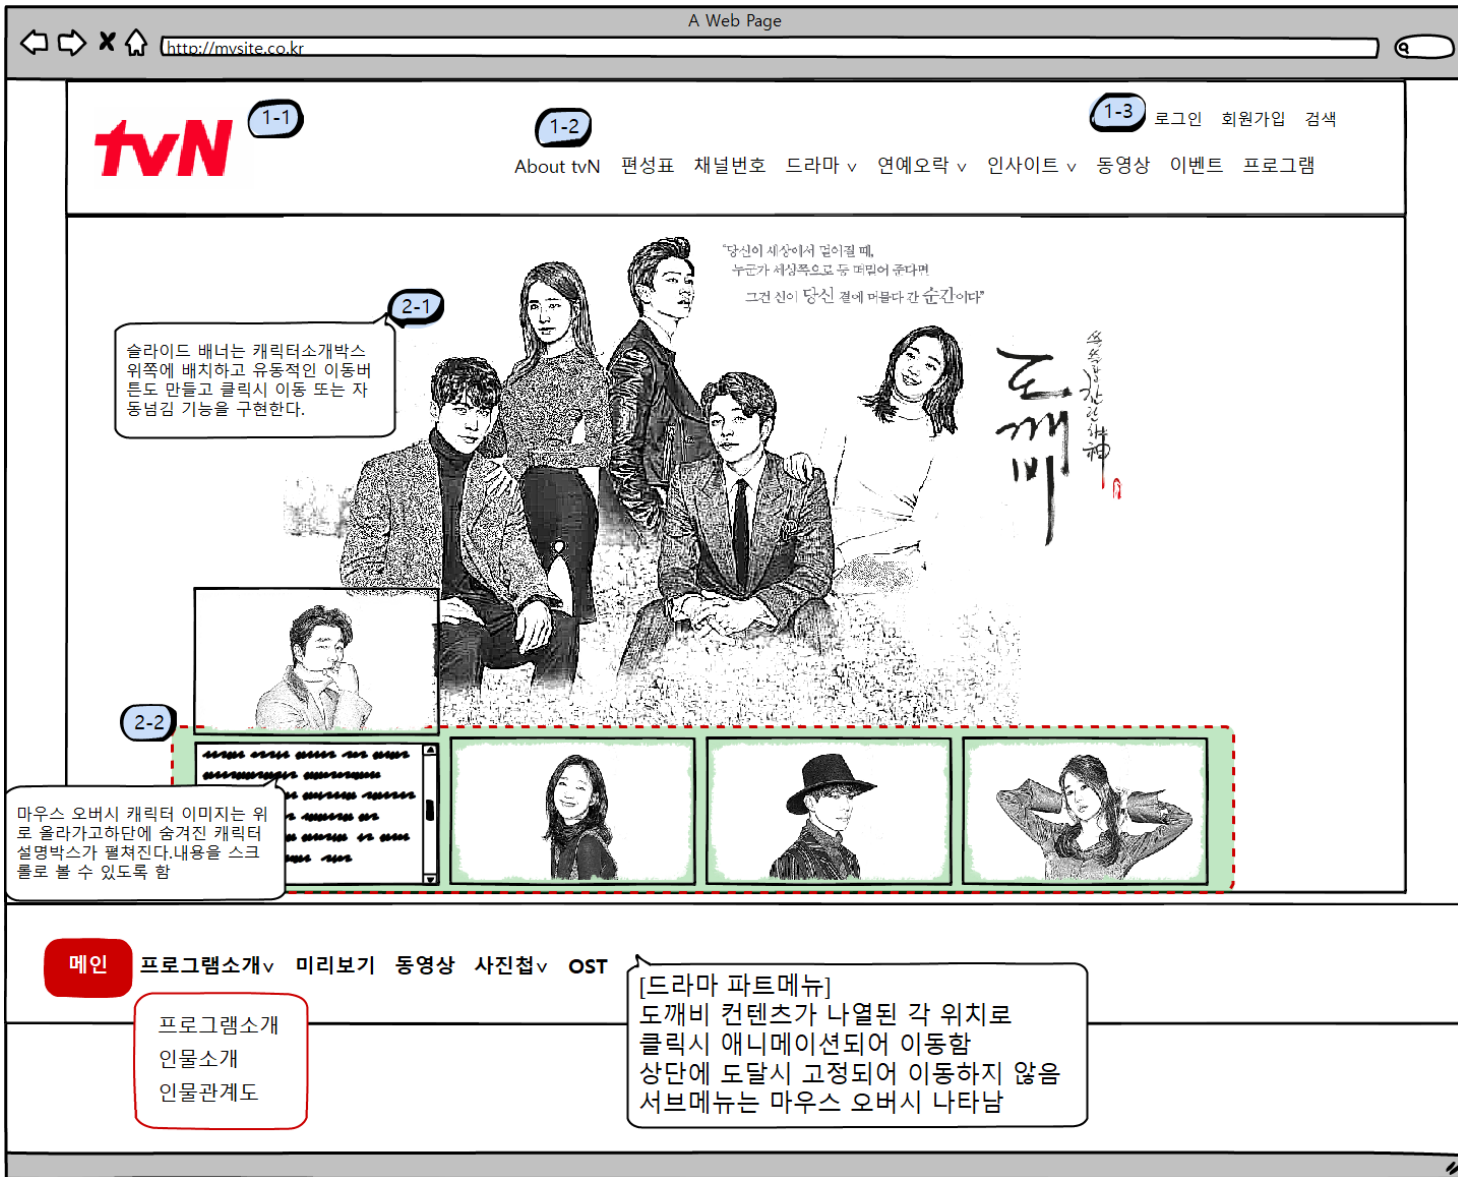 A Web Page
http://mysite.co.kr
tvN
1-1
1-2
1-3
로그인 회원가입 검색
About tvN 편성표 채널번호 드라마 ∨ 연예오락 ∨ 인사이트 ∨ 동영상 이벤트 프로그램
"당신이 세상에서 멀어질 때,
누군가 세상쪽으로 등 떠밀어 준다면
그건 신이 당신 곁에 머물다 간 순간이다"
쓸쓸하고 찬란하神
도깨비
2-1
슬라이드 배너는 캐릭터소개박스
위쪽에 배치하고 유동적인 이동버
튼도 만들고 클릭시 이동 또는 자
동넘김 기능을 구현한다.
2-2
마우스 오버시 캐릭터 이미지는 위
로 올라가고하단에 숨겨진 캐릭터
설명박스가 펼쳐진다.내용을 스크
롤로 볼 수 있도록 함
메인 프로그램소개∨ 미리보기 동영상 사진첩∨ OST
프로그램소개
인물소개
인물관계도
[드라마 파트메뉴]
도깨비 컨텐츠가 나열된 각 위치로
클릭시 애니메이션되어 이동함
상단에 도달시 고정되어 이동하지 않음
서브메뉴는 마우스 오버시 나타남